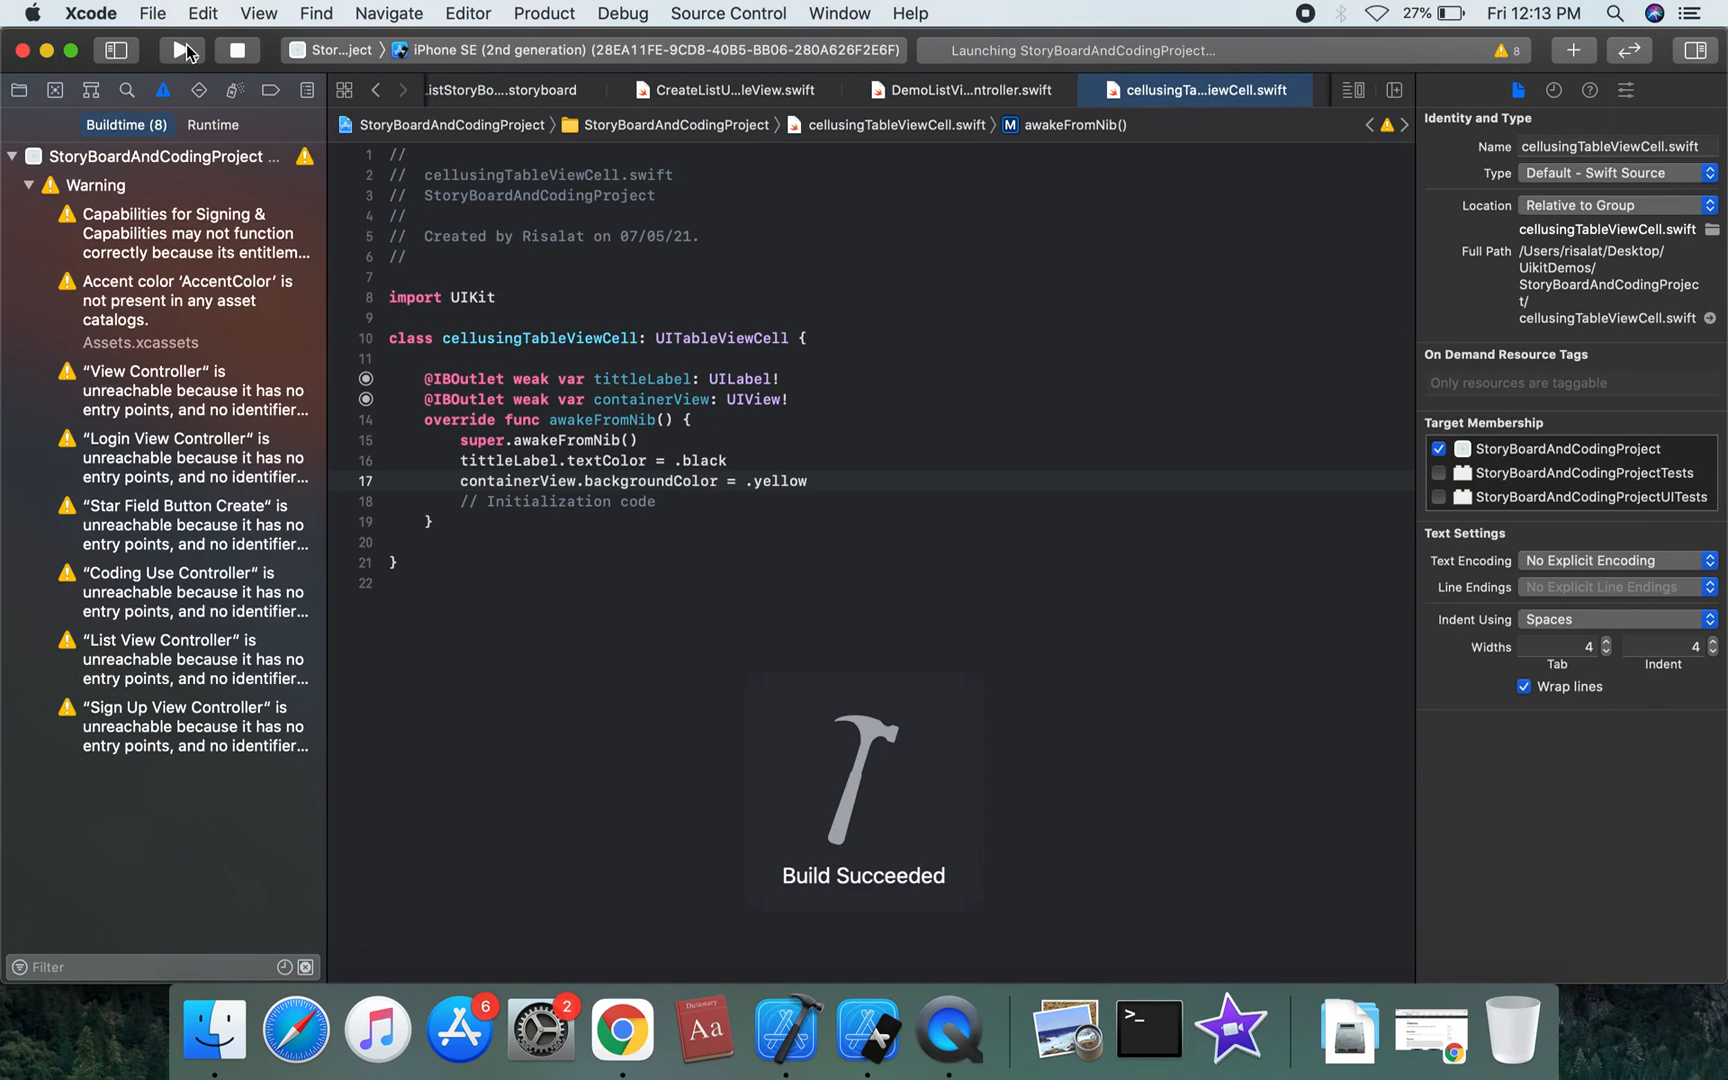 Xcode File Edit View Find Navigate Editor Product Debug Source Control Window Help 27% Fri 12:13 PM
Stor...ject iPhone SE (2nd generation) (28EA11FE-9CD8-40B5-BB06-280A626F2E6F) Launching StoryBoardAndCodingProject... 8
istStoryBo....storyboard CreateListU...leView.swift DemoListVi...ntroller.swift cellusingTa...iewCell.swift
StoryBoardAndCodingProject StoryBoardAndCodingProject cellusingTableViewCell.swift M awakeFromNib()
Buildtime (8) Runtime
StoryBoardAndCodingProject ...
Warning
Capabilities for Signing &
Capabilities may not function
correctly because its entitlem...
Accent color ‘AccentColor’ is
not present in any asset
catalogs.
Assets.xcassets
“View Controller“ is
unreachable because it has no
entry points, and no identifier...
“Login View Controller“ is
unreachable because it has no
entry points, and no identifier...
“Star Field Button Create“ is
unreachable because it has no
entry points, and no identifier...
“Coding Use Controller“ is
unreachable because it has no
entry points, and no identifier...
“List View Controller“ is
unreachable because it has no
entry points, and no identifier...
“Sign Up View Controller“ is
unreachable because it has no
entry points, and no identifier...
Filter
1 //
2 // cellusingTableViewCell.swift
3 // StoryBoardAndCodingProject
4 //
5 // Created by Risalat on 07/05/21.
6 //
7
8 import UIKit
9
10 class cellusingTableViewCell: UITableViewCell {
11
@IBOutlet weak var tittleLabel: UILabel!
@IBOutlet weak var containerView: UIView!
14 override func awakeFromNib() {
15 super.awakeFromNib()
16 tittleLabel.textColor = .black
17 containerView.backgroundColor = .yellow
18 // Initialization code
19 }
20
21 }
22
Build Succeeded
Identity and Type
Name cellusingTableViewCell.swift
Type Default - Swift Source
Location Relative to Group
cellusingTableViewCell.swift
Full Path /Users/risalat/Desktop/
UikitDemos/
StoryBoardAndCodingProjec
t/
cellusingTableViewCell.swift
On Demand Resource Tags
Only resources are taggable
Target Membership
StoryBoardAndCodingProject
StoryBoardAndCodingProjectTests
StoryBoardAndCodingProjectUITests
Text Settings
Text Encoding No Explicit Encoding
Line Endings No Explicit Line Endings
Indent Using Spaces
Widths 4 4
Tab Indent
Wrap lines
6 2
Dictionary
Aa
>_